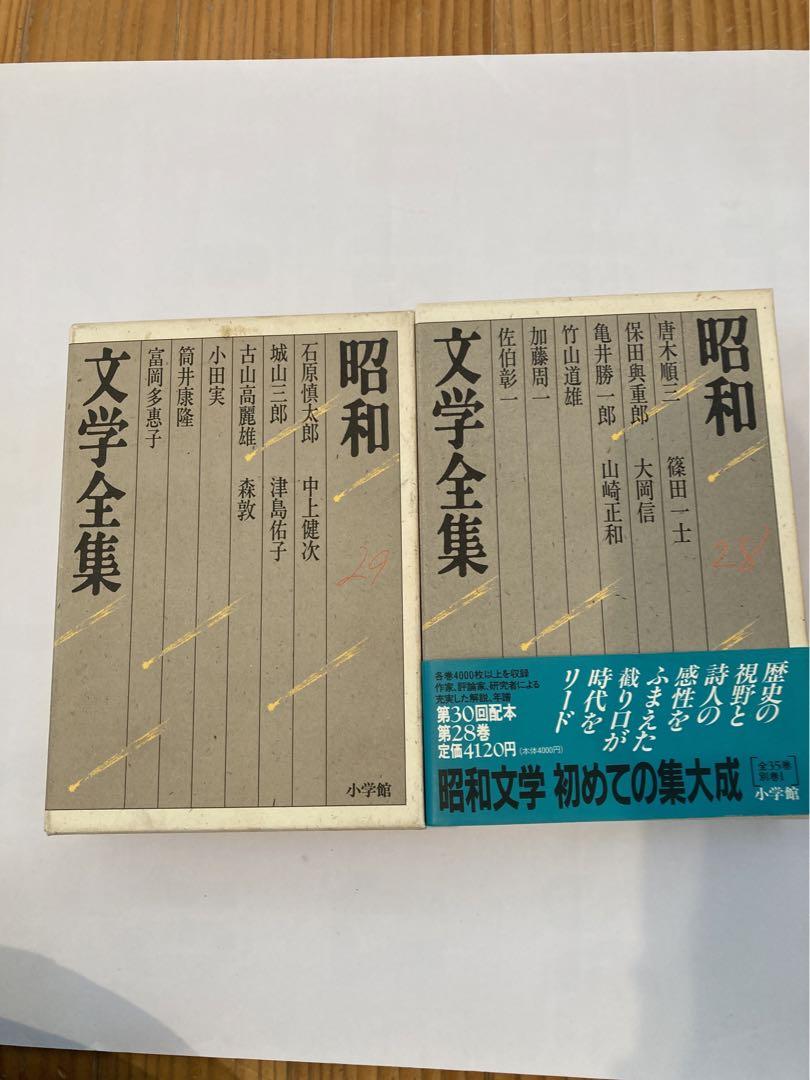 昭和
文学全集
石原慎太郎 中上健次
城山三郎 津島佑子
古山高麗雄 森敦
小田実
筒井康隆
富岡多惠子
29
小学館
昭和
文学全集
唐木順三 篠田一士
保田與重郎 大岡信
亀井勝一郎 山崎正和
竹山道雄
加藤周一
佐伯彰一
28
歴史の
視野と
詩人の
感性を
ふまえた
截り口が
時代を
リード
各巻4000枚以上を収録
作家、評論家、研究者による
充実した解説、年譜
第30回配本
第28巻
定価4120円(本体4000円)
昭和文学 初めての集大成
全35巻
別巻1
小学館